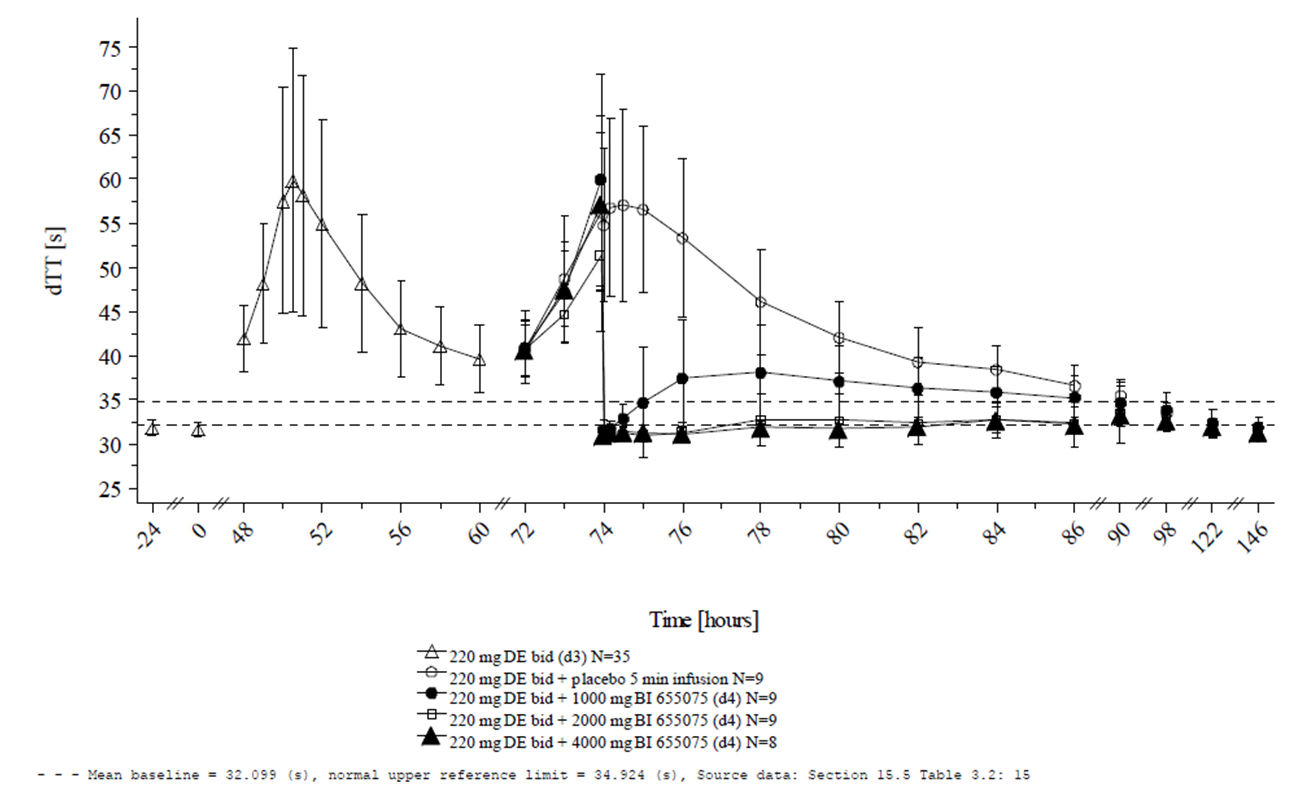 dTT [s]
75
70
65
60
55
50
45
40
35
30
25
-24 0 48 52 56 60 72 74 76 78 80 82 84 86 90 98 122 146
Time [hours]
220 mg DE bid (d3) N=35
220 mg DE bid + placebo 5 min infusion N=9
220 mg DE bid + 1000 mg BI 655075 (d4) N=9
220 mg DE bid + 2000 mg BI 655075 (d4) N=9
220 mg DE bid + 4000 mg BI 655075 (d4) N=8
- - - Mean baseline = 32.099 (s), normal upper reference limit = 34.924 (s), Source data: Section 15.5 Table 3.2: 15